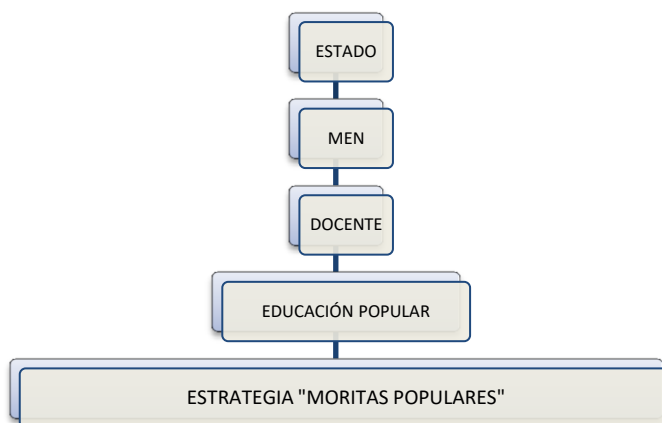 ESTADO
MEN
DOCENTE
EDUCACIÓN POPULAR
ESTRATEGIA "MORITAS POPULARES"